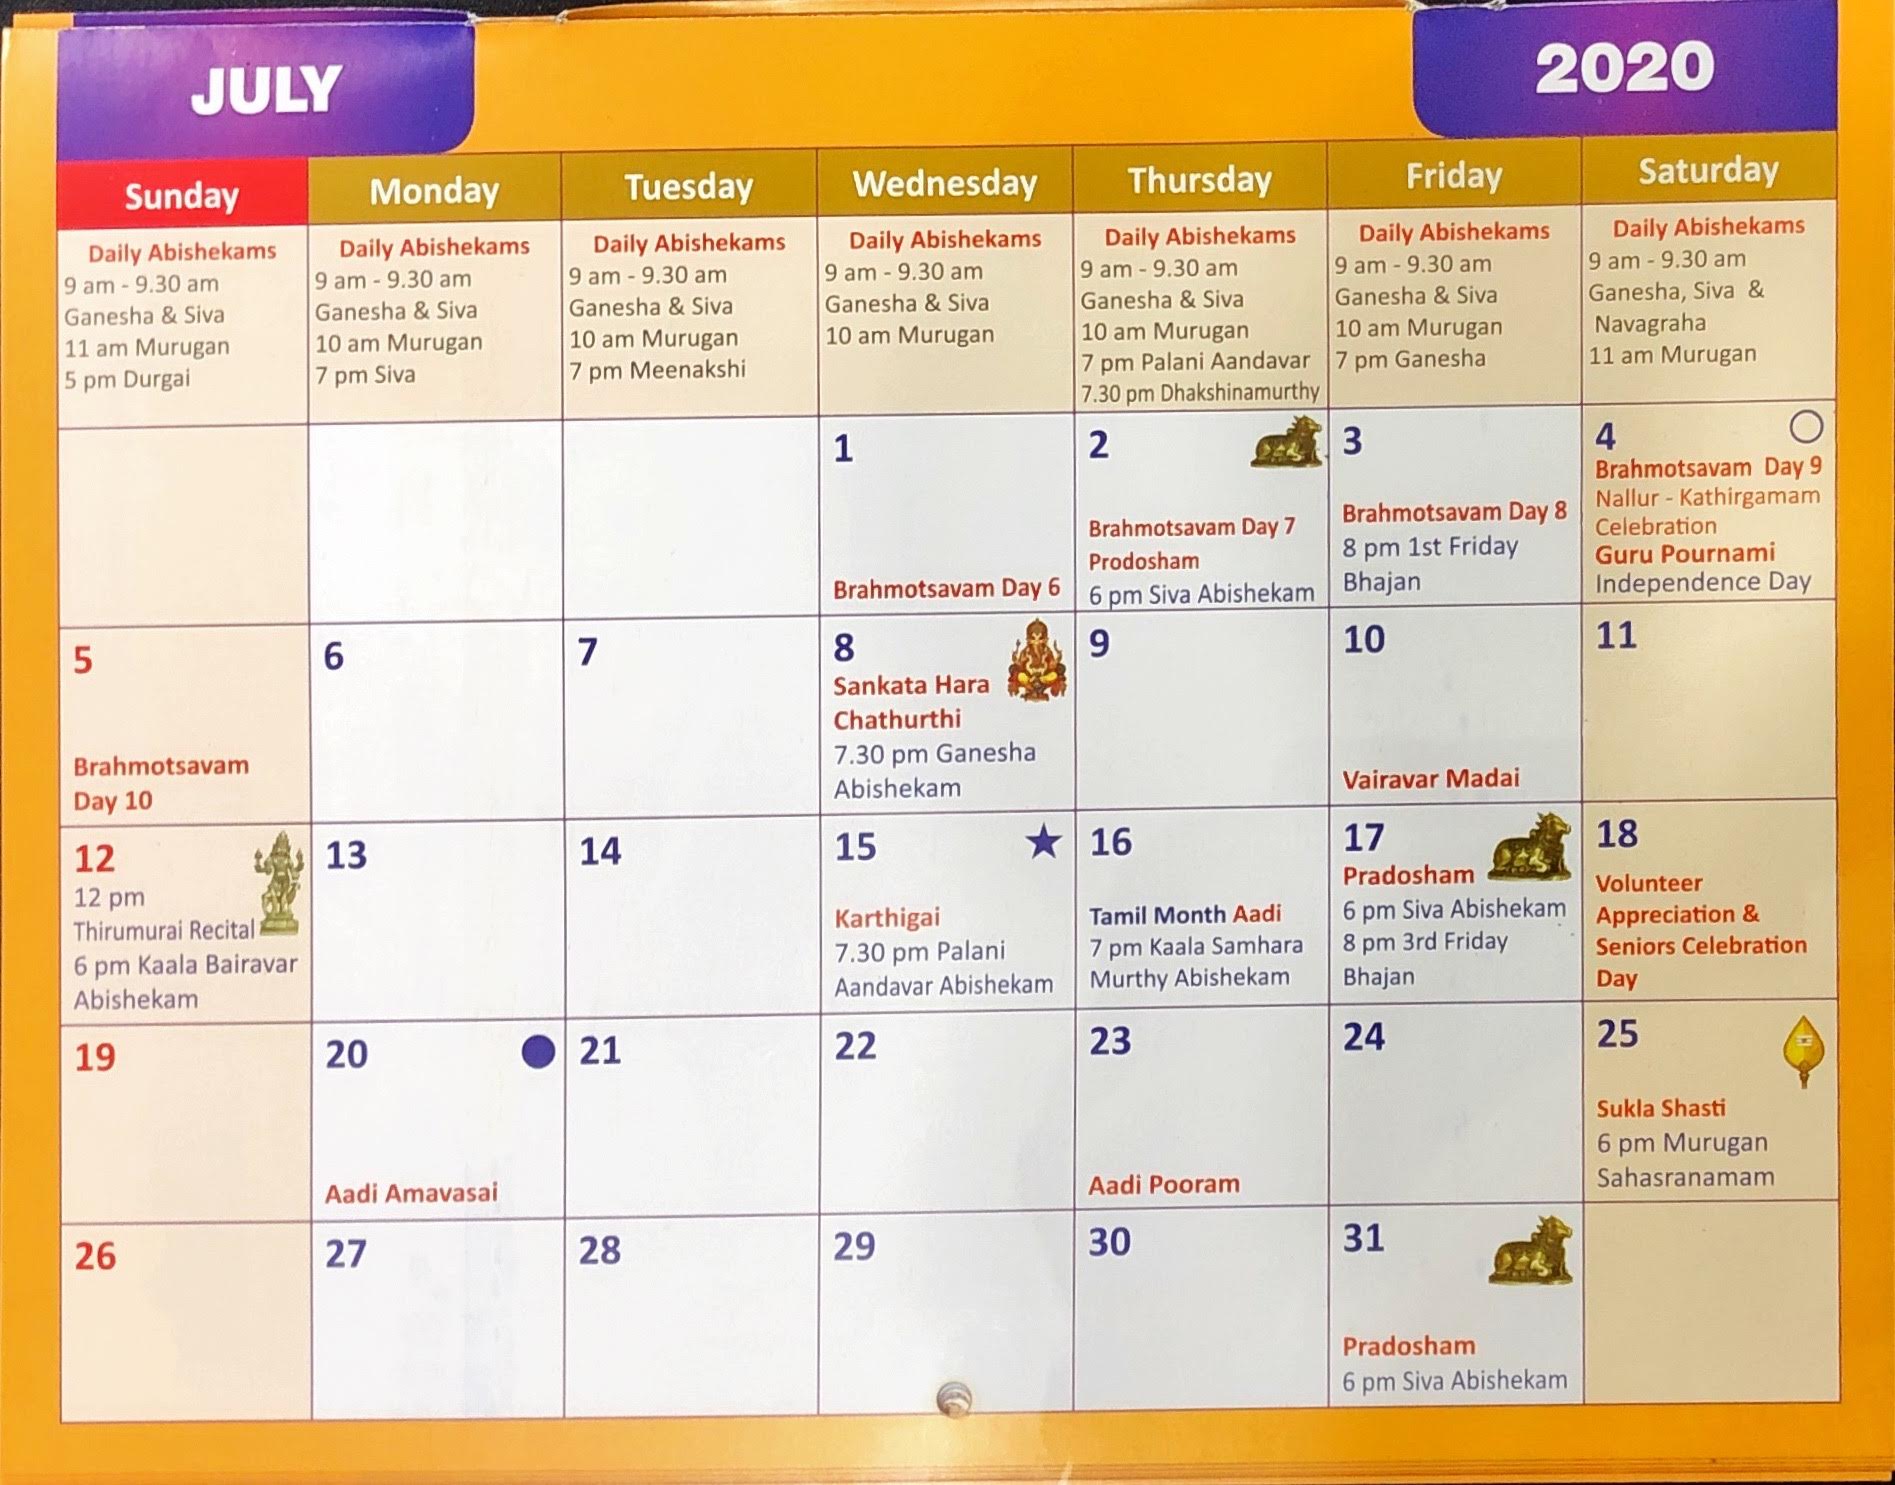 JULY
2020
Sunday
Monday
Tuesday
Wednesday
Thursday
Friday
Saturday
Daily Abishekams
9 am - 9.30 am
Ganesha & Siva
11 am Murugan
5 pm Durgai
Daily Abishekams
9 am - 9.30 am
Ganesha & Siva
10 am Murugan
7 pm Siva
Daily Abishekams
9 am - 9.30 am
Ganesha & Siva
10 am Murugan
7 pm Meenakshi
Daily Abishekams
9 am - 9.30 am
Ganesha & Siva
10 am Murugan
Daily Abishekams
9 am - 9.30 am
Ganesha & Siva
10 am Murugan
7 pm Palani Aandavar
7.30 pm Dhakshinamurthy
Daily Abishekams
9 am - 9.30 am
Ganesha & Siva
10 am Murugan
7 pm Ganesha
Daily Abishekams
9 am - 9.30 am
Ganesha, Siva &
Navagraha
11 am Murugan
1
Brahmotsavam Day 6
2
Brahmotsavam Day 7
Prodosham
6 pm Siva Abishekam
3
Brahmotsavam Day 8
8 pm 1st Friday
Bhajan
4
Brahmotsavam Day 9
Nallur - Kathirgamam
Celebration
Guru Pournami
Independence Day
5
Brahmotsavam
Day 10
6
7
8
Sankata Hara
Chathurthi
7.30 pm Ganesha
Abishekam
9
10
Vairavar Madai
11
12
12 pm
Thirumurai Recital
6 pm Kaala Bairavar
Abishekam
13
14
15
Karthigai
7.30 pm Palani
Aandavar Abishekam
16
Tamil Month Aadi
7 pm Kaala Samhara
Murthy Abishekam
17
Pradosham
6 pm Siva Abishekam
8 pm 3rd Friday
Bhajan
18
Volunteer
Appreciation &
Seniors Celebration
Day
19
20
Aadi Amavasai
21
22
23
Aadi Pooram
24
25
Sukla Shasti
6 pm Murugan
Sahasranamam
26
27
28
29
30
31
Pradosham
6 pm Siva Abishekam